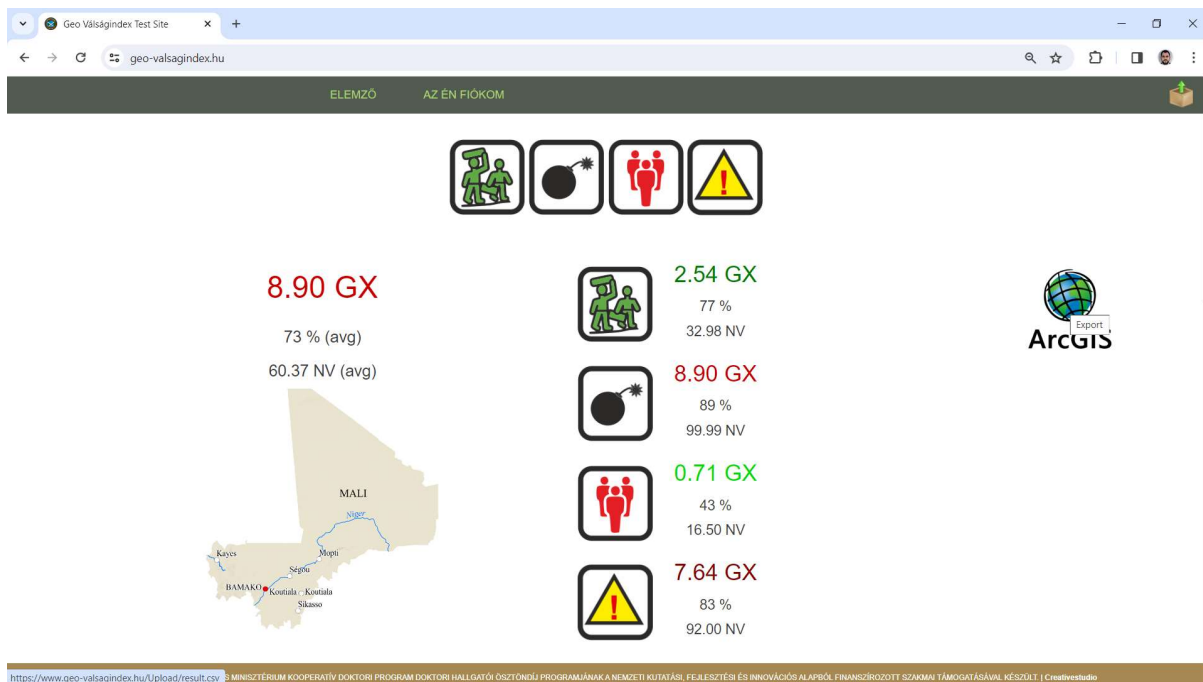 Geo Válságindex Test Site
geo-valsagindex.hu
ELEMZŐ
AZ ÉN FIÓKOM
8.90 GX
73 % (avg)
60.37 NV (avg)
MALI
Niger
Kayes
Mopti
Ségou
BAMAKO
Koutiala
Koutiala
Sikasso
2.54 GX
77 %
32.98 NV
8.90 GX
89 %
99.99 NV
0.71 GX
43 %
16.50 NV
7.64 GX
83 %
92.00 NV
Export
ArcGIS
https://www.geo-valsagindex.hu/Upload/result.csv
S MINISZTÉRIUM KOOPERATÍV DOKTORI PROGRAM DOKTORI HALLGATÓI ÖSZTÖNDÍJ PROGRAMJÁNAK A NEMZETI KUTATÁSI, FEJLESZTÉSI ÉS INNOVÁCIÓS ALAPBÓL FINANSZÍROZOTT SZAKMAI TÁMOGATÁSÁVAL KÉSZÜLT. | Creativestudio